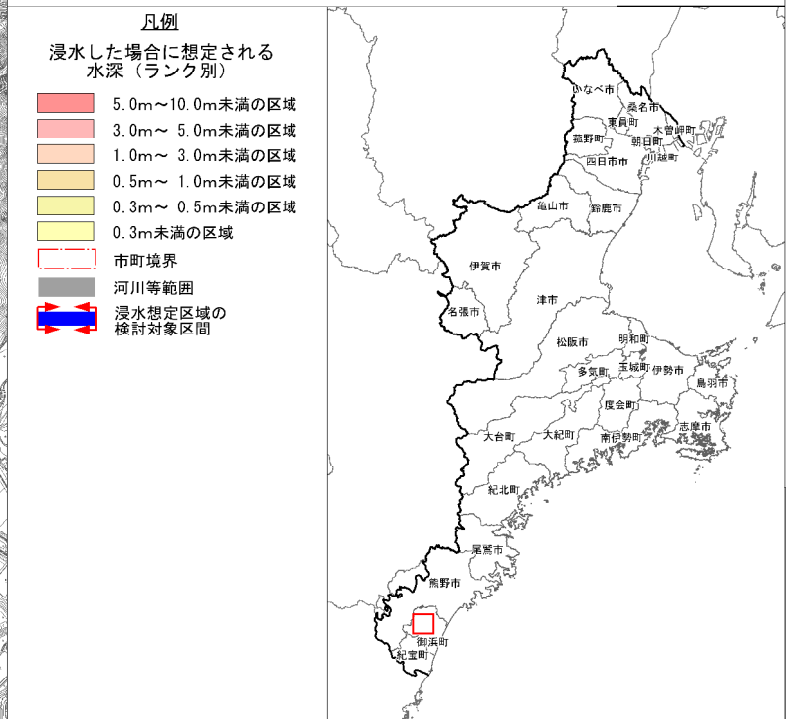 凡例
浸水した場合に想定される
水深（ランク別）
5.0m～10.0m未満の区域
3.0m～ 5.0m未満の区域
1.0m～ 3.0m未満の区域
0.5m～ 1.0m未満の区域
0.3m～ 0.5m未満の区域
0.3m未満の区域
市町境界
河川等範囲
浸水想定区域の
検討対象区間
いなべ市
桑名市
東員町
木曽岬町
菰野町
朝日町
四日市市
川越町
亀山市
鈴鹿市
伊賀市
津市
名張市
松阪市
明和町
多気町
玉城町
伊勢市
鳥羽市
度会町
志摩市
大台町
大紀町
南伊勢町
紀北町
尾鷲市
熊野市
御浜町
紀宝町